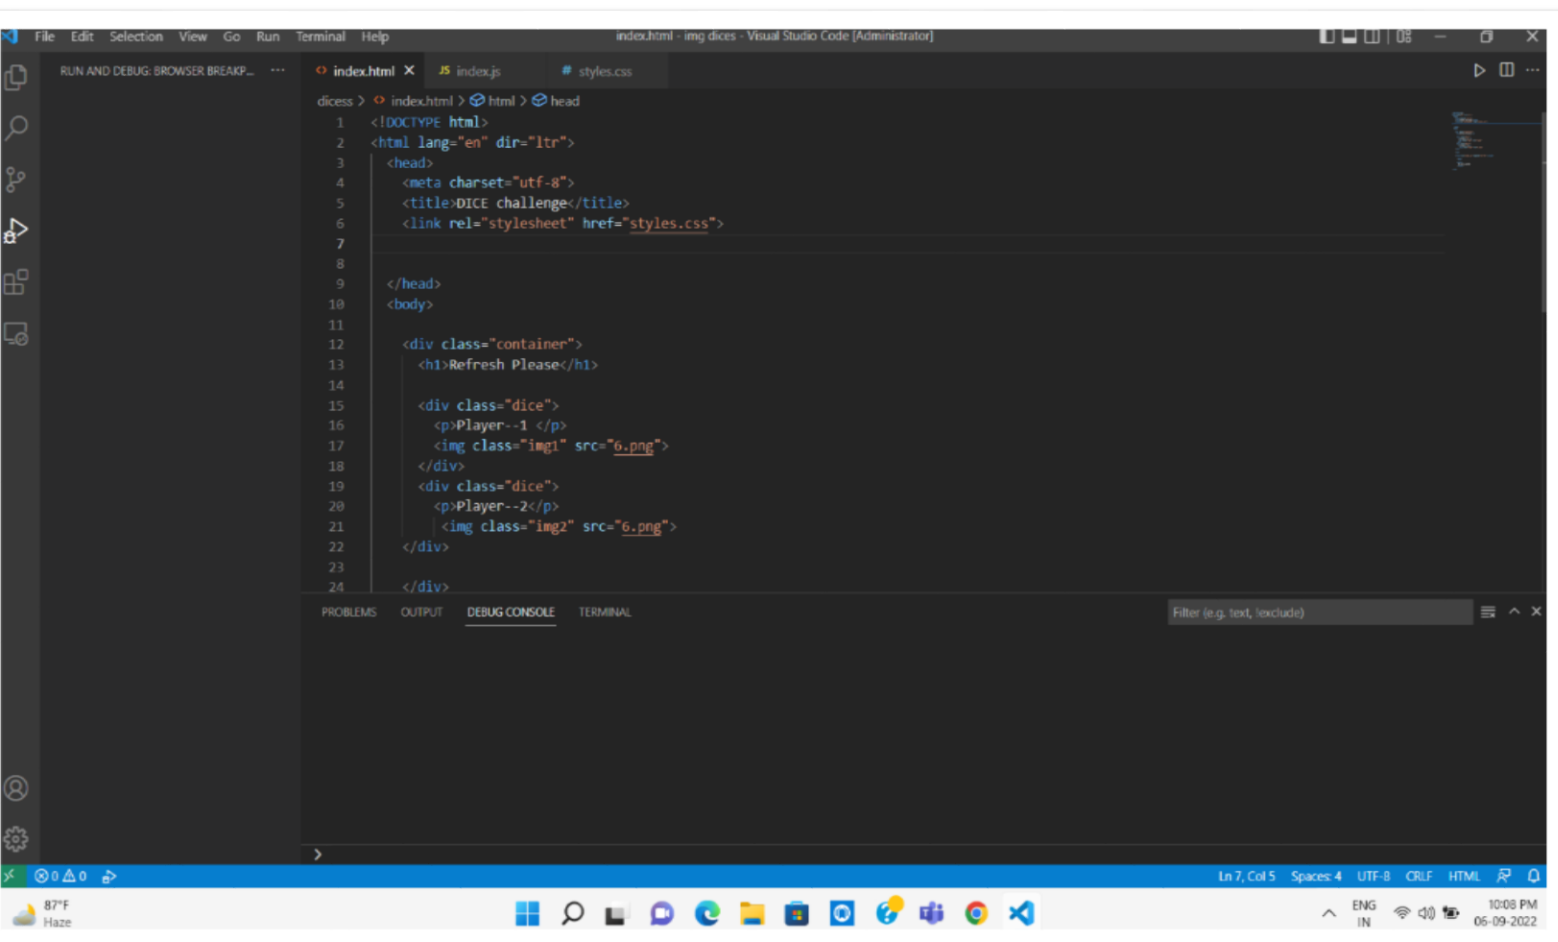 File Edit Selection View Go Run Terminal Help
index.html - img dices - Visual Studio Code [Administrator]
RUN AND DEBUG: BROWSER BREAKP... ...
index.html
JS index.js
# styles.css
dicess > index.html > html > head
1 <!DOCTYPE html>
2 <html lang="en" dir="ltr">
3 <head>
4 <meta charset="utf-8">
5 <title>DICE challenge</title>
6 <link rel="stylesheet" href="styles.css">
7
8
9 </head>
10 <body>
11
12 <div class="container">
13 <h1>Refresh Please</h1>
14
15 <div class="dice">
16 <p>Player--1 </p>
17 <img class="img1" src="6.png">
18 </div>
19 <div class="dice">
20 <p>Player--2</p>
21 <img class="img2" src="6.png">
22 </div>
23
24 </div>
PROBLEMS OUTPUT DEBUG CONSOLE TERMINAL
Filter (e.g. text, !exclude)
0 0
Ln 7, Col 5 Spaces: 4 UTF-8 CRLF HTML
87°F
Haze
ENG
IN
10:08 PM
06-09-2022